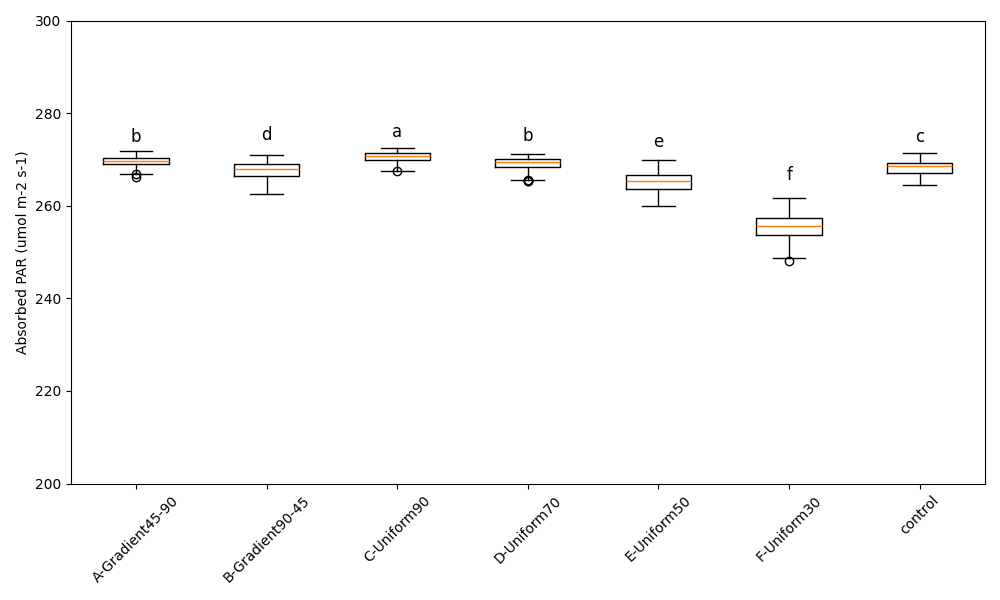 300
280
260
240
220
200
Absorbed PAR (umol m-2 s-1)
b
d
a
b
e
f
c
A-Gradient45-90
B-Gradient90-45
C-Uniform90
D-Uniform70
E-Uniform50
F-Uniform30
control